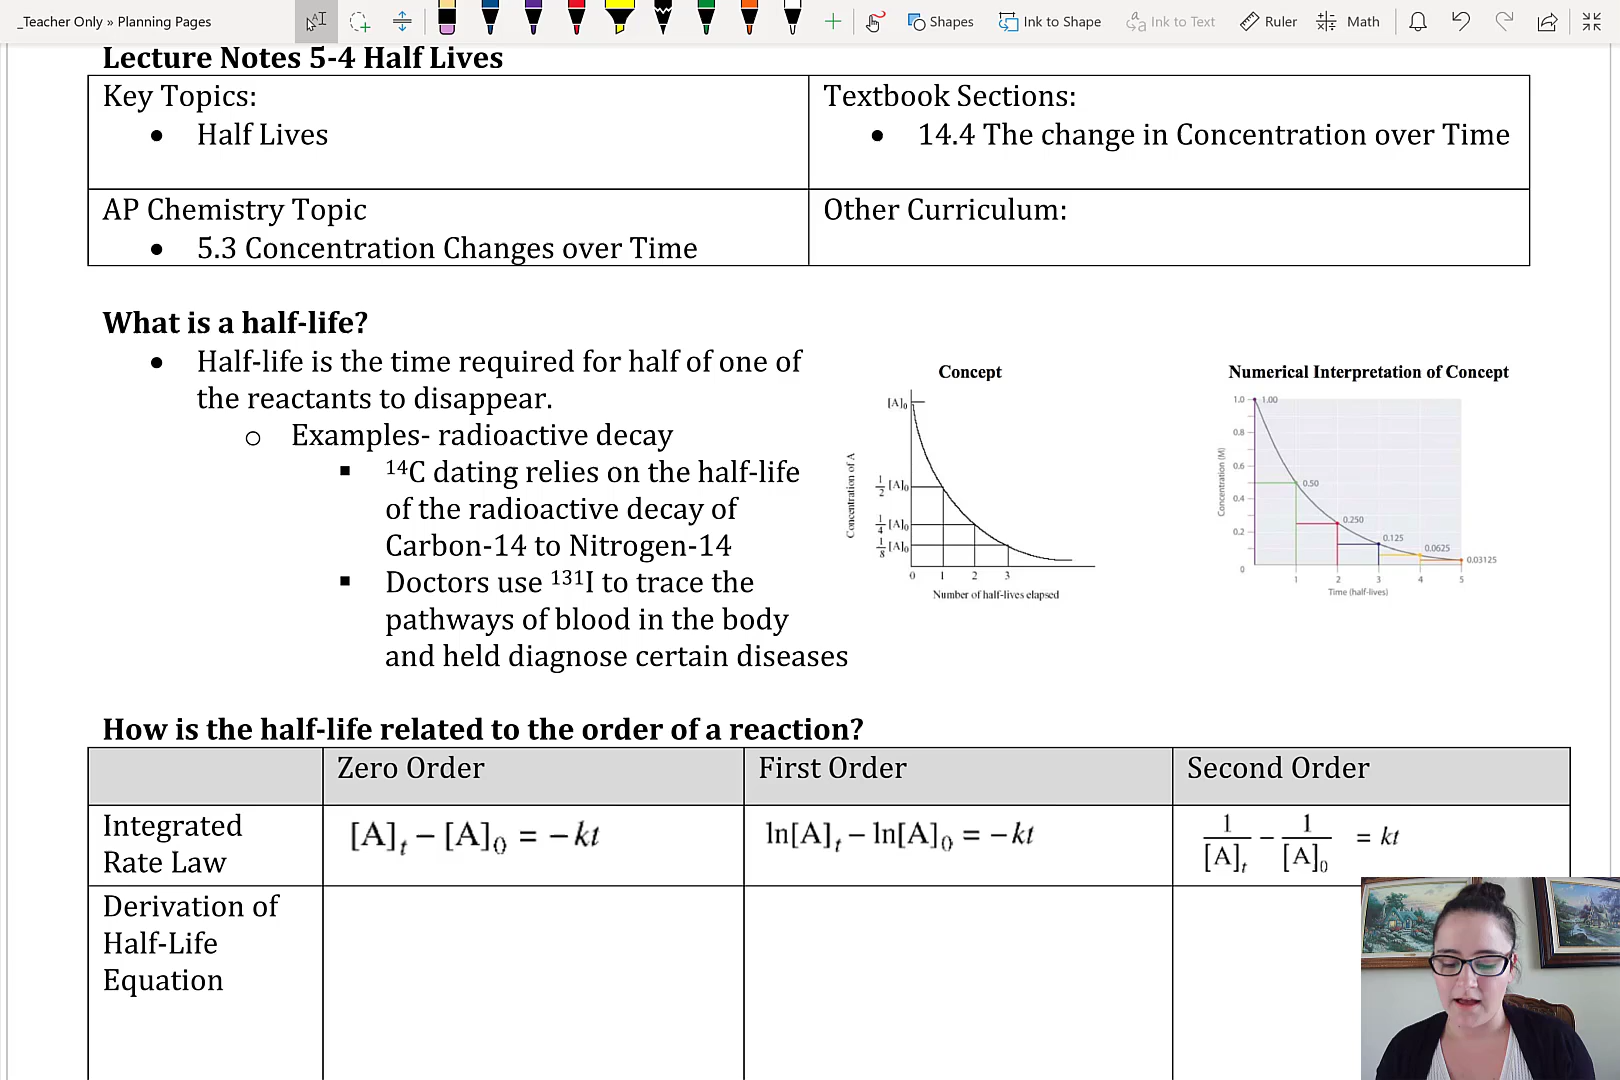 _Teacher Only » Planning Pages
Shapes
Ink to Shape
Ink to Text
Ruler
Math
Lecture Notes 5-4 Half Lives
Key Topics:
• Half Lives
Textbook Sections:
• 14.4 The change in Concentration over Time
AP Chemistry Topic
• 5.3 Concentration Changes over Time
Other Curriculum:
What is a half-life?
• Half-life is the time required for half of one of
the reactants to disappear.
o Examples- radioactive decay
▪ ¹⁴C dating relies on the half-life
of the radioactive decay of
Carbon-14 to Nitrogen-14
▪ Doctors use ¹³¹I to trace the
pathways of blood in the body
and held diagnose certain diseases
Concept
Concentration of A
[A]₀
1/2 [A]₀
1/4 [A]₀
1/8 [A]₀
0 1 2 3
Number of half-lives elapsed
Numerical Interpretation of Concept
Concentration (M)
1.0
0.8
0.6
0.4
0.2
0
1.00
0.50
0.250
0.125
0.0625
0.03125
1 2 3 4 5
Time (half-lives)
How is the half-life related to the order of a reaction?
Zero Order
First Order
Second Order
Integrated
Rate Law
[A]ₜ − [A]₀ = −kt
ln[A]ₜ − ln[A]₀ = −kt
1/[A]ₜ − 1/[A]₀ = kt
Derivation of
Half-Life
Equation